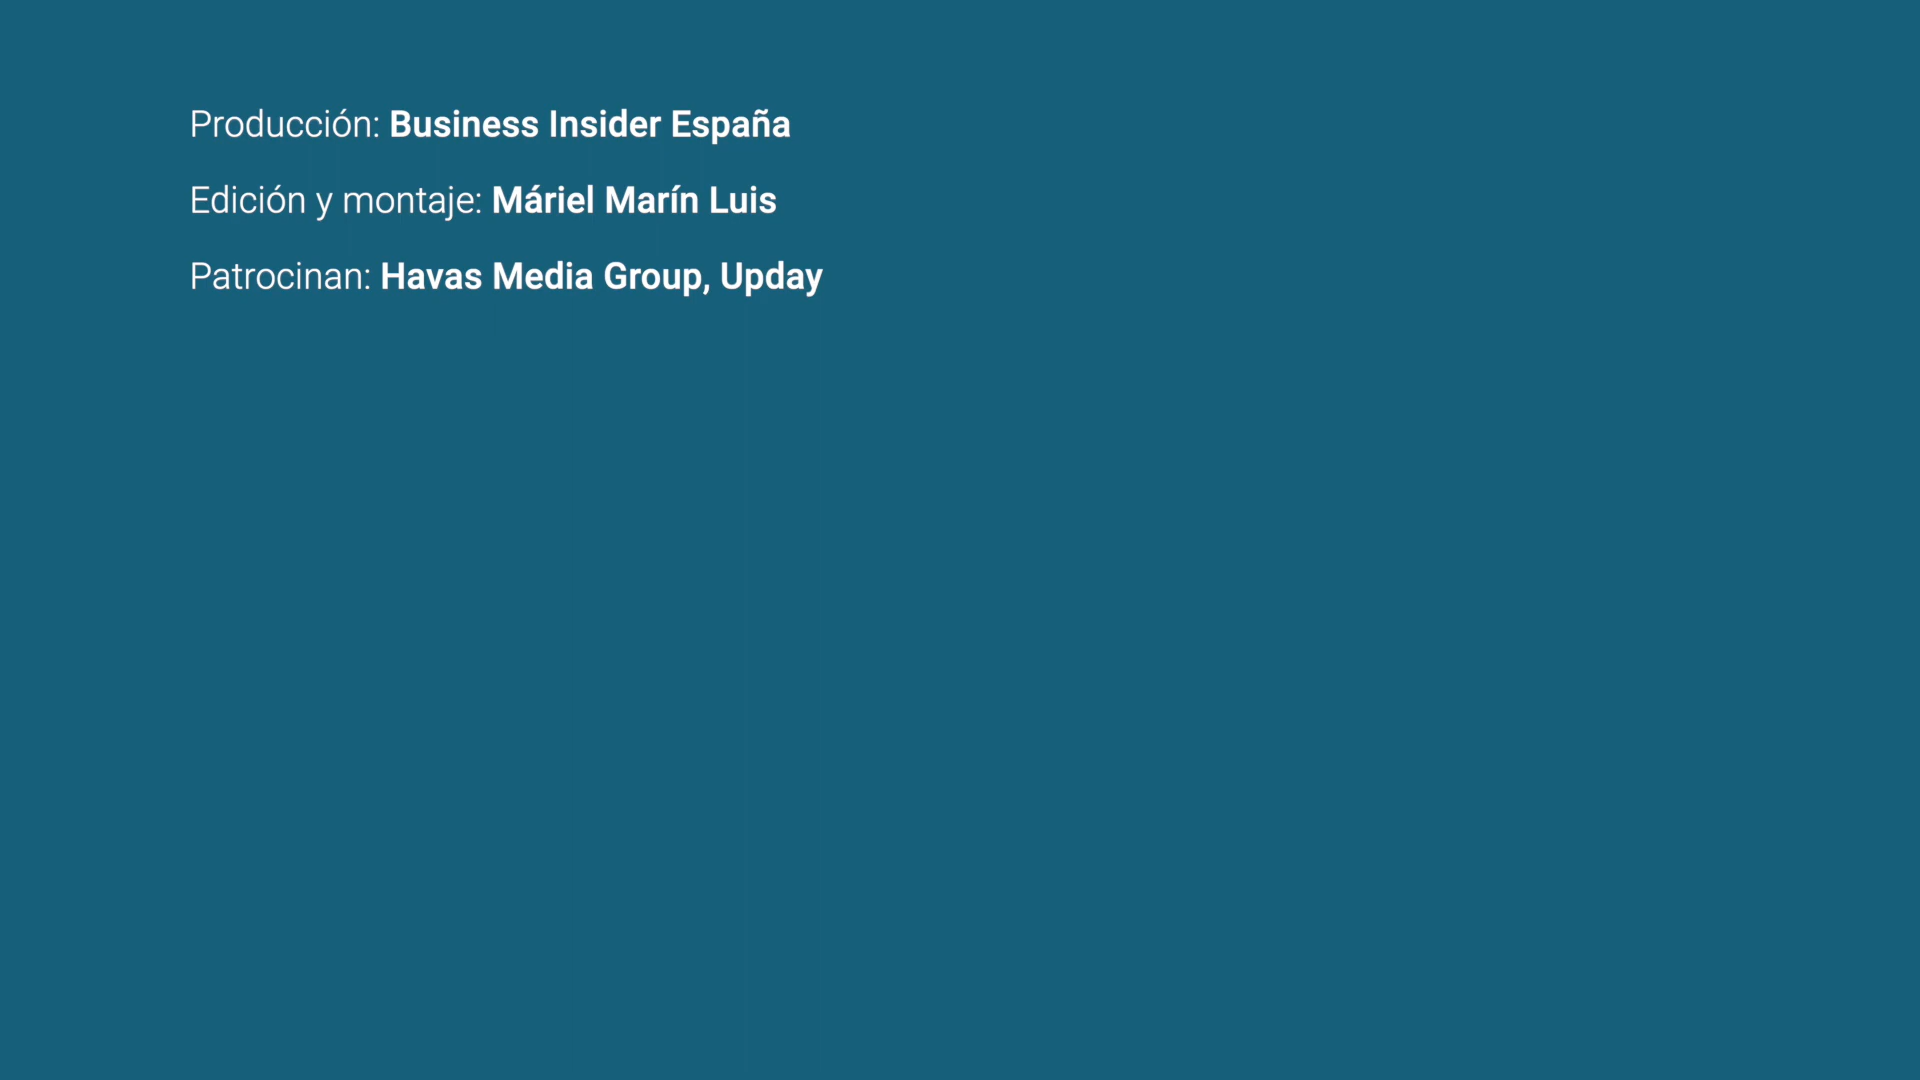 Producción: Business Insider España
Edición y montaje: Máriel Marín Luis
Patrocinan: Havas Media Group, Upday